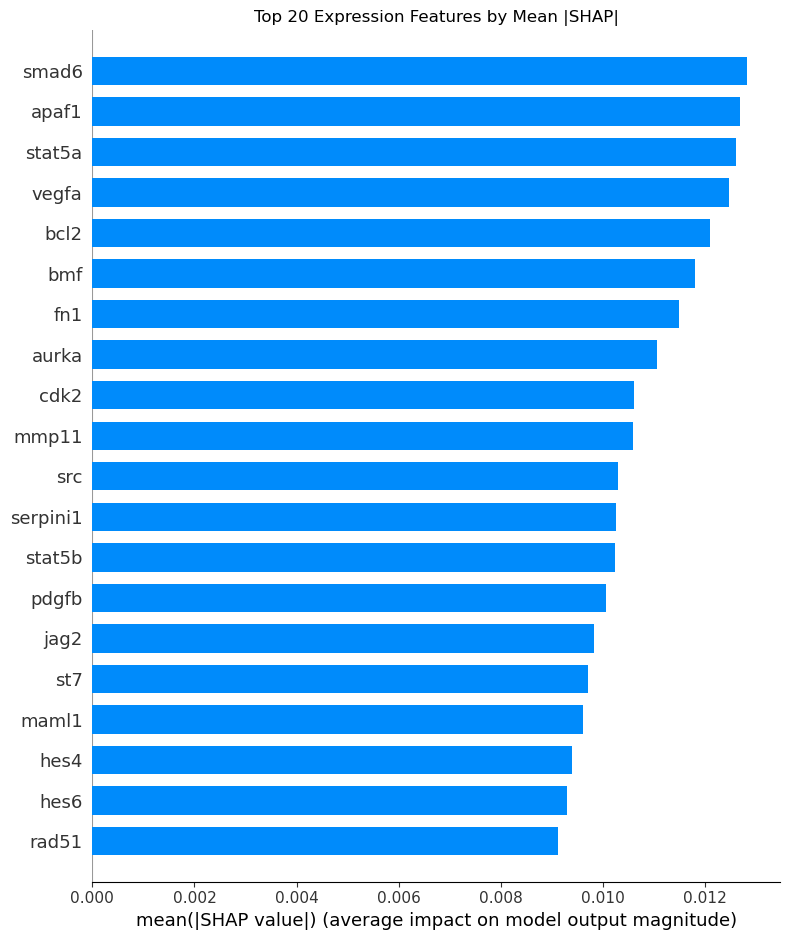 Top 20 Expression Features by Mean |SHAP|
smad6
apaf1
stat5a
vegfa
bcl2
bmf
fn1
aurka
cdk2
mmp11
src
serpini1
stat5b
pdgfb
jag2
st7
maml1
hes4
hes6
rad51
0.000 0.002 0.004 0.006 0.008 0.010 0.012
mean(|SHAP value|) (average impact on model output magnitude)